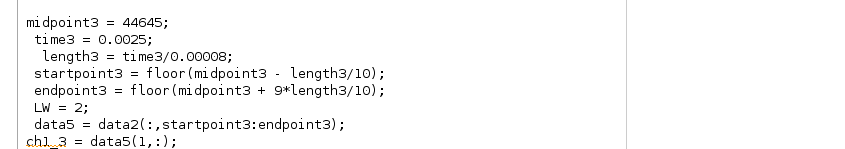 midpoint3 = 44645;
time3 = 0.0025;
length3 = time3/0.00008;
startpoint3 = floor(midpoint3 - length3/10);
endpoint3 = floor(midpoint3 + 9*length3/10);
LW = 2;
data5 = data2(:,startpoint3:endpoint3);
ch1_3 = data5(1,:);